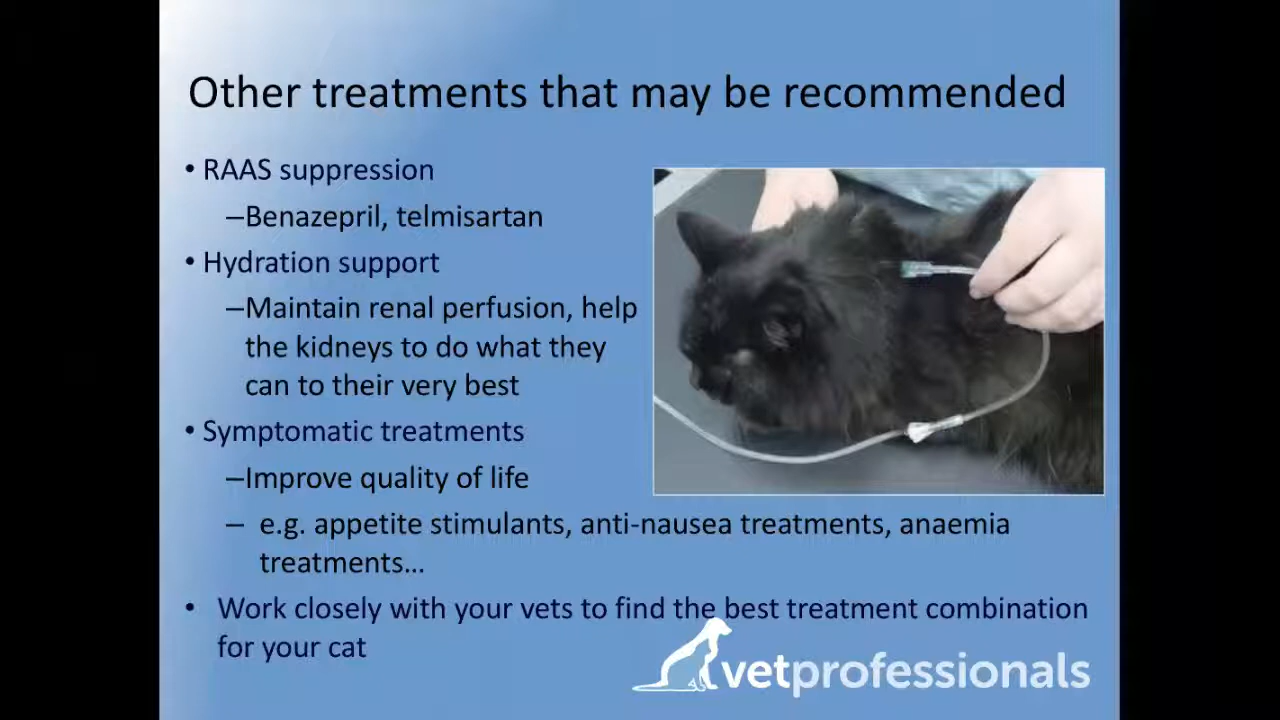 Other treatments that may be recommended
• RAAS suppression
–Benazepril, telmisartan
• Hydration support
–Maintain renal perfusion, help
the kidneys to do what they
can to their very best
• Symptomatic treatments
–Improve quality of life
– e.g. appetite stimulants, anti-nausea treatments, anaemia
treatments…
• Work closely with your vets to find the best treatment combination
for your cat
vetprofessionals